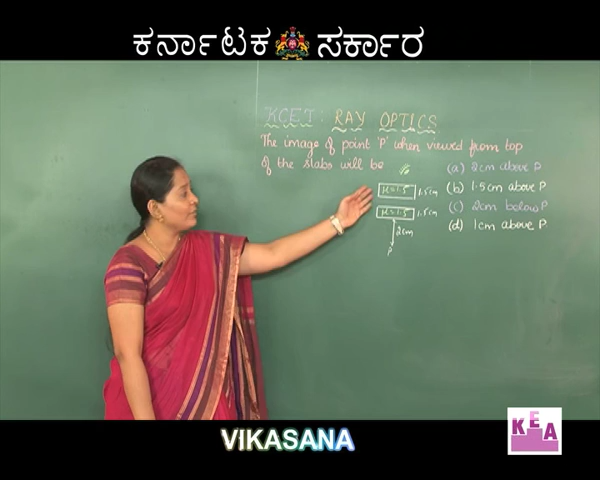 ಕರ್ನಾಟಕ ಸರ್ಕಾರ
KCET : RAY OPTICS
The image of point 'P' when viewed from top
of the slabs will be
(a) 2cm above P
(b) 1.5cm above P
(c) 2cm below P
(d) 1cm above P
μ=1.5 1.5cm
μ=1.5 1.5cm
2cm
P
KEA
VIKASANA